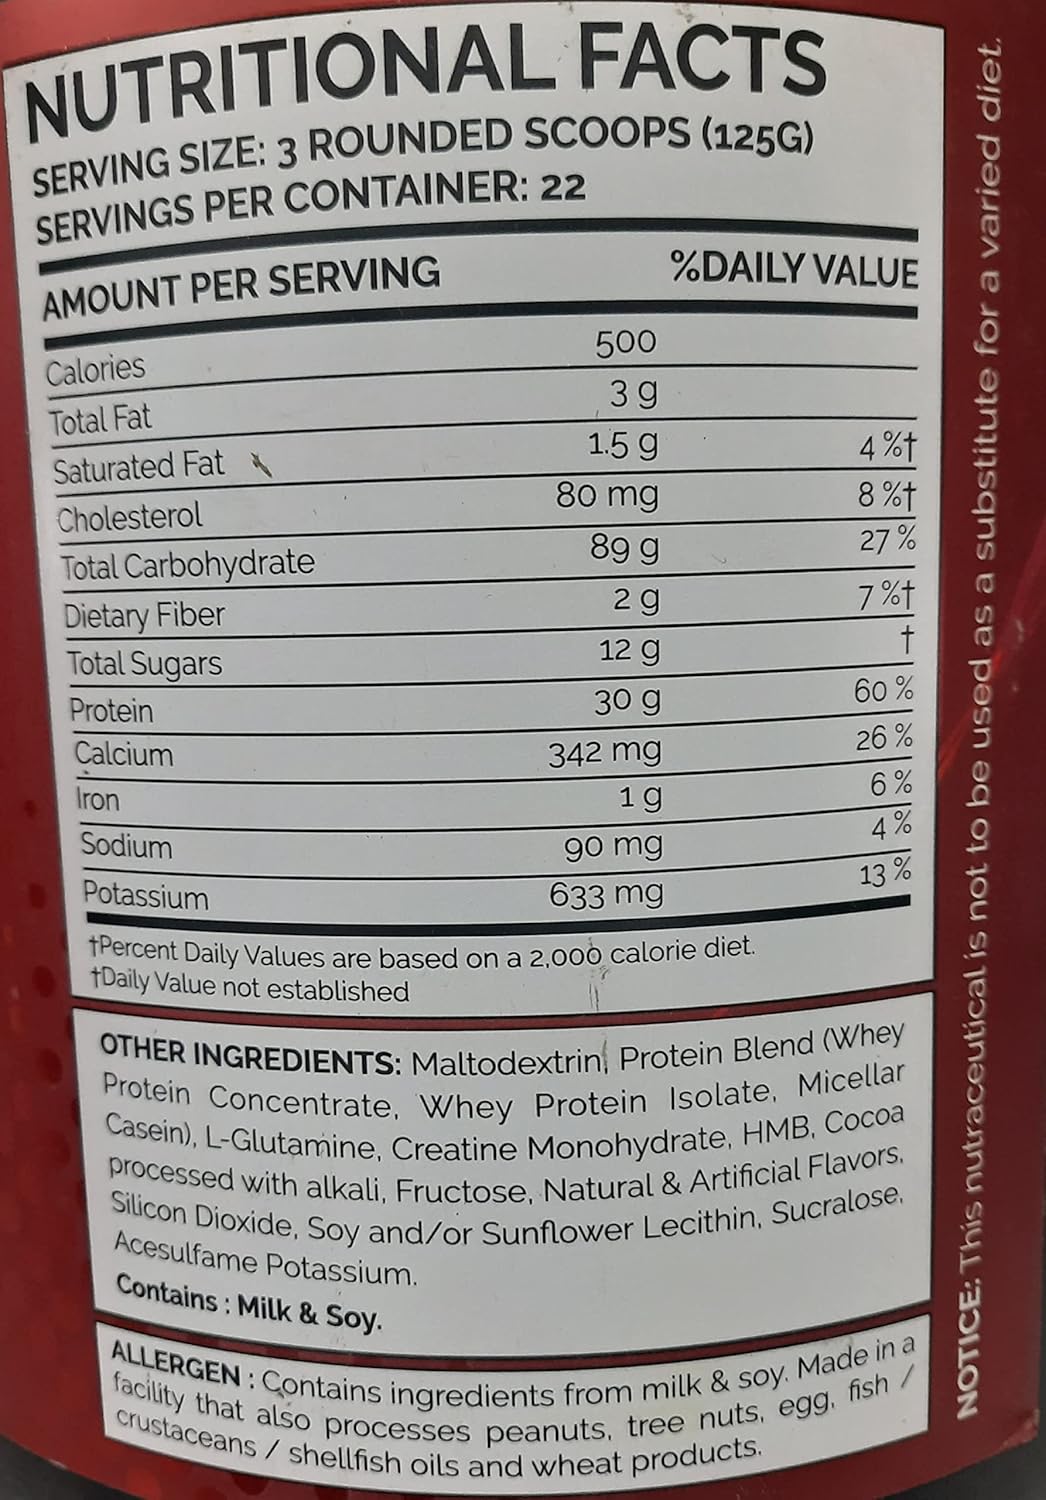 NUTRITIONAL FACTS
SERVING SIZE: 3 ROUNDED SCOOPS (125G)
SERVINGS PER CONTAINER: 22
AMOUNT PER SERVING %DAILY VALUE
Calories 500
Total Fat 3 g
Saturated Fat 1.5 g 4 %†
Cholesterol 80 mg 8 %†
Total Carbohydrate 89 g 27 %
Dietary Fiber 2 g 7 %†
Total Sugars 12 g †
Protein 30 g 60 %
Calcium 342 mg 26 %
Iron 1 g 6 %
Sodium 90 mg 4 %
Potassium 633 mg 13 %
†Percent Daily Values are based on a 2,000 calorie diet.
†Daily Value not established
OTHER INGREDIENTS: Maltodextrin, Protein Blend (Whey
Protein Concentrate, Whey Protein Isolate, Micellar
Casein), L-Glutamine, Creatine Monohydrate, HMB, Cocoa
processed with alkali, Fructose, Natural & Artificial Flavors,
Silicon Dioxide, Soy and/or Sunflower Lecithin, Sucralose,
Acesulfame Potassium.
Contains : Milk & Soy.
ALLERGEN : Contains ingredients from milk & soy. Made in a
facility that also processes peanuts, tree nuts, egg, fish /
crustaceans / shellfish oils and wheat products.
NOTICE: This nutraceutical is not to be used as a substitute for a varied diet.